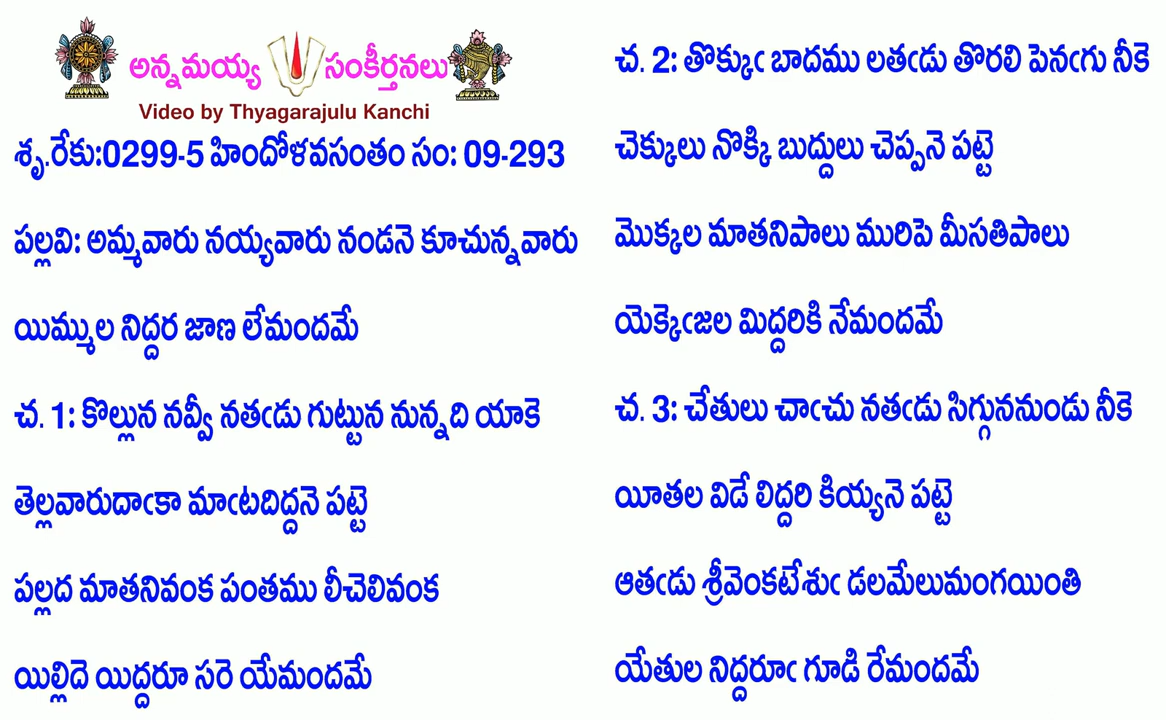 అన్నమయ్య సంకీర్తనలు
Video by Thyagarajulu Kanchi
శృ.రేకు:0299-5 హిందోళవసంతం సం: 09-293
పల్లవి: అమ్మవారు నయ్యవారు నండనె కూచున్నవారు
యిమ్ముల నిద్దర జాణ లేమందమే
చ. 1: కొల్లున నవ్వీ నతఁడు గుట్టున నున్నది యాకె
తెల్లవారుదాఁకా మాఁటదిద్దనె పట్టె
పల్లద మాతనివంక పంతము లీచెలివంక
యిల్లిదె యిద్దరూ సరె యేమందమే
చ. 2: తొక్కుఁ బాదము లతఁడు తొరలి పెనఁగు నీకె
చెక్కులు నొక్కి బుద్దులు చెప్పనె పట్టె
మొక్కల మాతనిపాలు మురిపె మీసతిపాలు
యెక్కెఁజల మిద్దరికి నేమందమే
చ. 3: చేతులు చాఁచు నతఁడు సిగ్గుననుండు నీకె
యీతల విడే లిద్దరి కియ్యనె పట్టె
ఆతఁడు శ్రీవెంకటేశుఁ డలమేలుమంగయింతి
యేతుల నిద్దరూఁ గూడి రేమందమే